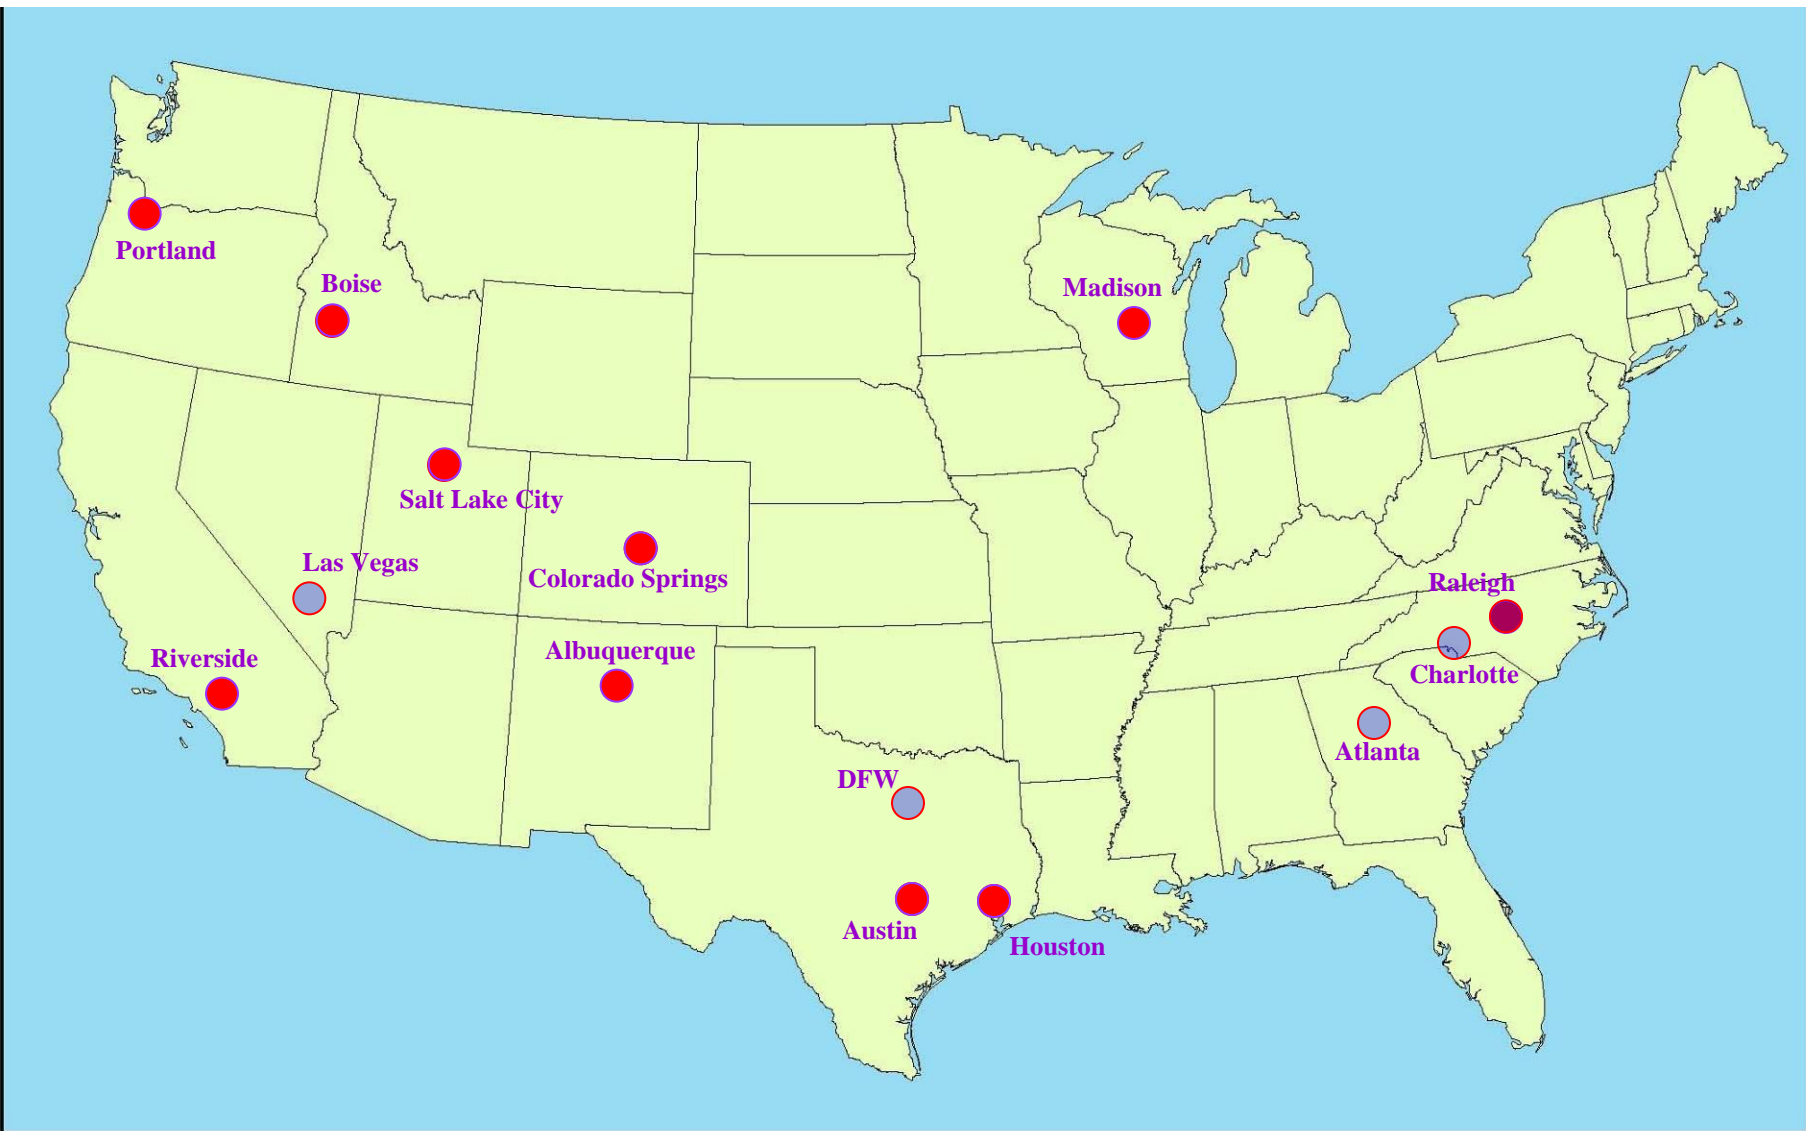 Portland
Boise
Madison
Salt Lake City
Las Vegas
Colorado Springs
Raleigh
Riverside
Albuquerque
Charlotte
Atlanta
DFW
Austin
Houston